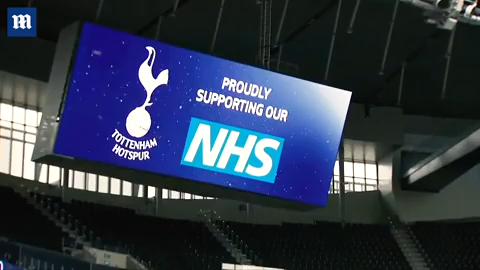 m
TOTTENHAM
HOTSPUR
PROUDLY
SUPPORTING OUR
NHS